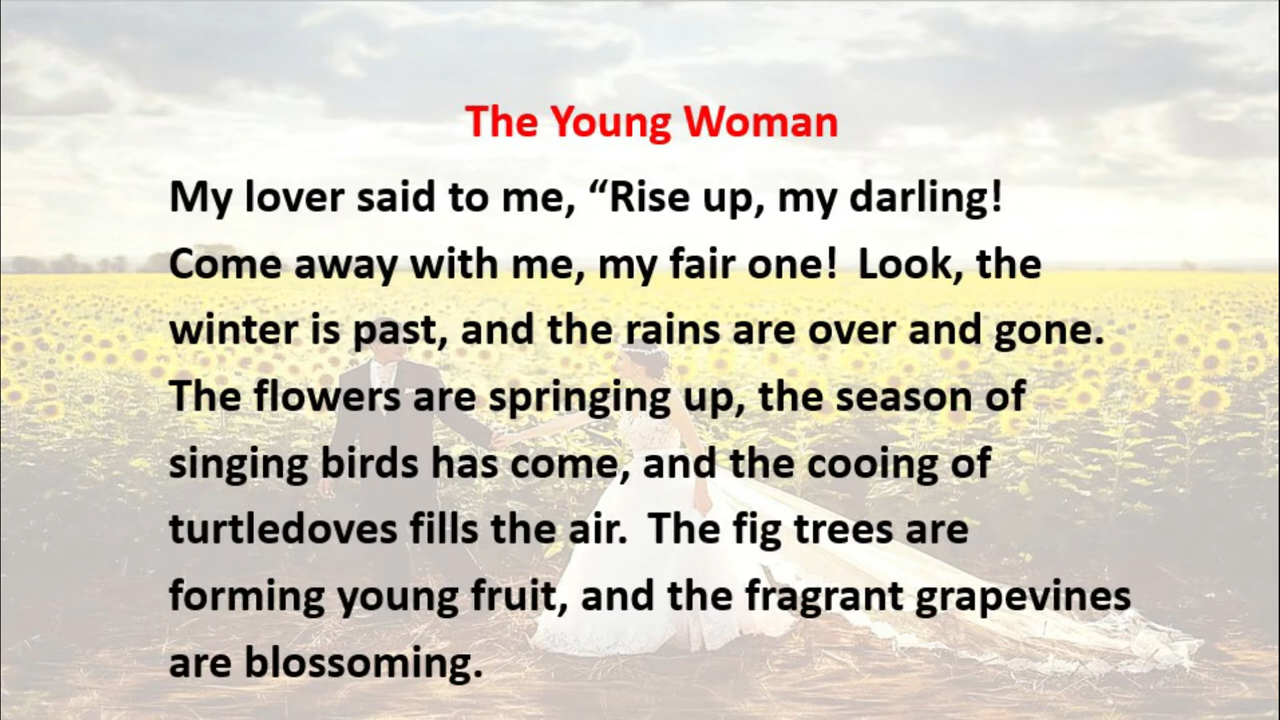 The Young Woman
My lover said to me, “Rise up, my darling!
Come away with me, my fair one!  Look, the
winter is past, and the rains are over and gone.
The flowers are springing up, the season of
singing birds has come, and the cooing of
turtledoves fills the air.  The fig trees are
forming young fruit, and the fragrant grapevines
are blossoming.